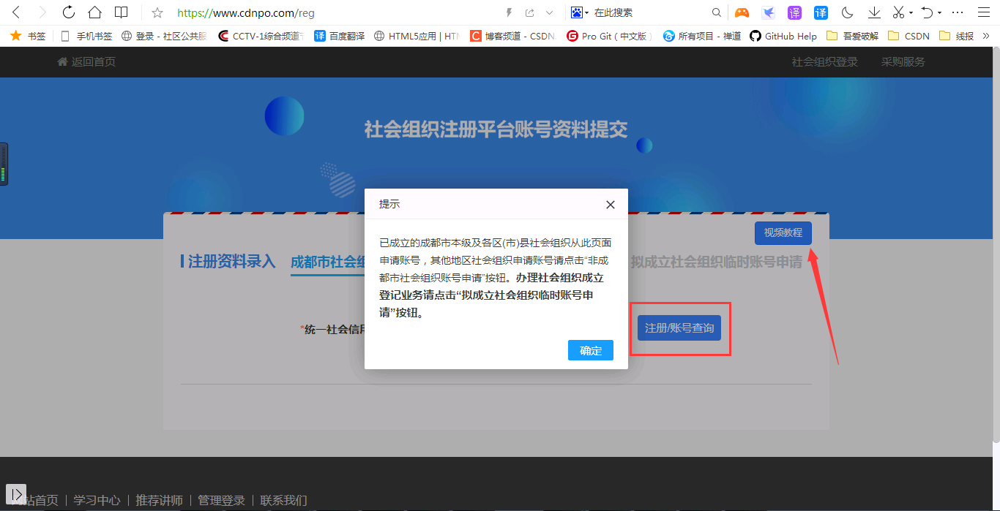 https://www.cdnpo.com/reg
在此搜索
译
译
书签
手机书签
登录 - 社区公共服
CCTV-1综合频道
译
百度翻译
HTML5应用 | HTM
C
博客频道 - CSDN.
Pro Git ( 中文版 )
所有项目 - 禅道
GitHub Help
吾爱破解
CSDN
线报
»
返回首页
社会组织登录
采购服务
社会组织注册平台账号资料提交
视频教程
注册资料录入
成都市社会组
拟成立社会组织临时账号申请
提示
已成立的成都市本级及各区(市)县社会组织从此页面
申请账号，其他地区社会组织申请账号请点击“非成
都市社会组织账号申请”按钮。办理社会组织成立
登记业务请点击“拟成立社会组织临时账号申
请”按钮。
确定
*统一社会信用
注册/账号查询
站首页 | 学习中心 | 推荐讲师 | 管理登录 | 联系我们